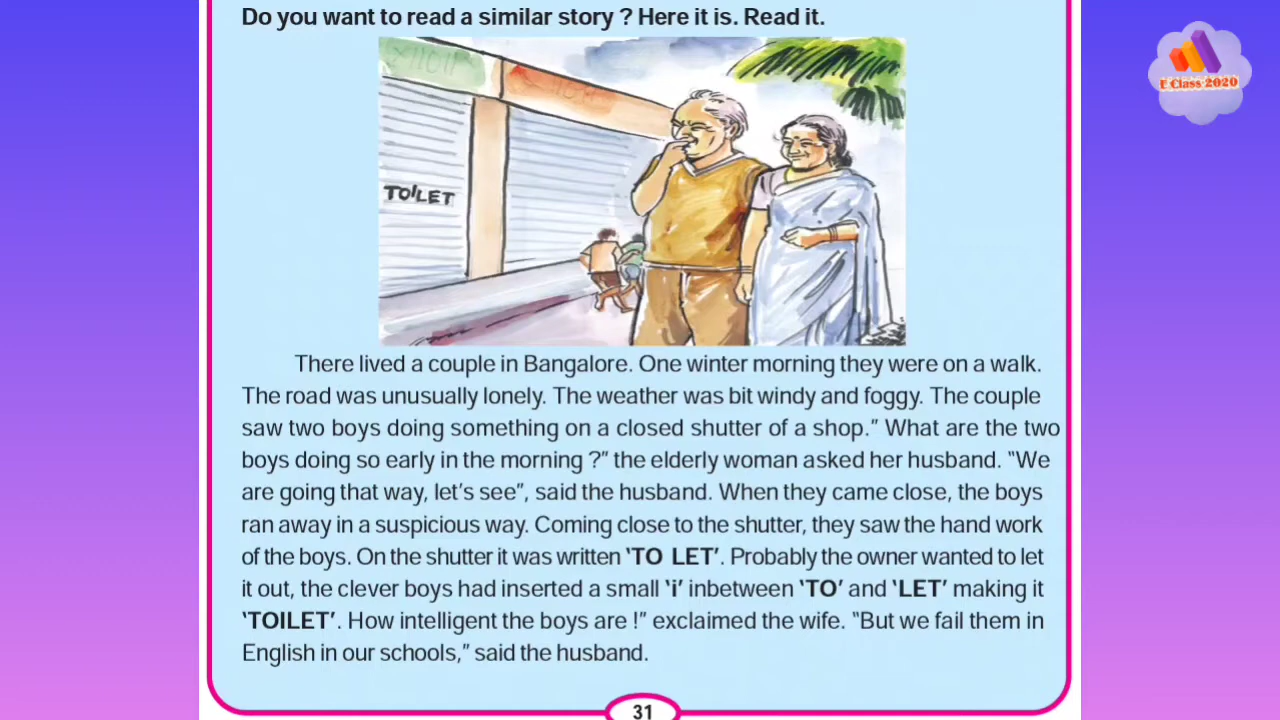 Do you want to read a similar story ? Here it is. Read it.
E Class 2020
TOiLET
There lived a couple in Bangalore. One winter morning they were on a walk.
The road was unusually lonely. The weather was bit windy and foggy. The couple
saw two boys doing something on a closed shutter of a shop.” What are the two
boys doing so early in the morning ?” the elderly woman asked her husband. “We
are going that way, let’s see”, said the husband. When they came close, the boys
ran away in a suspicious way. Coming close to the shutter, they saw the hand work
of the boys. On the shutter it was written ‘TO LET’. Probably the owner wanted to let
it out, the clever boys had inserted a small ‘i’ inbetween ‘TO’ and ‘LET’ making it
‘TOILET’. How intelligent the boys are !” exclaimed the wife. “But we fail them in
English in our schools,” said the husband.
31